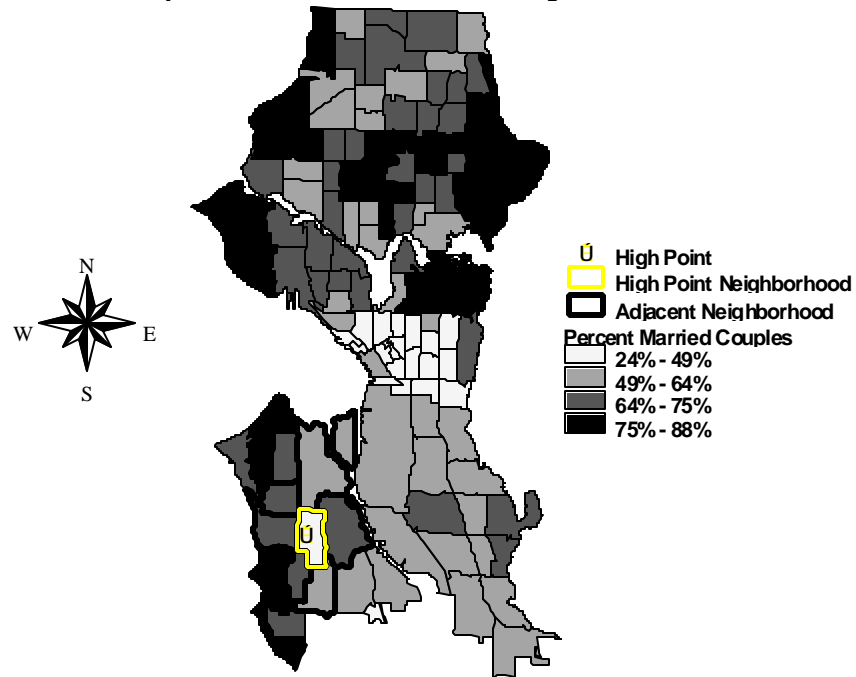 N
W E
S
Ú High Point
High Point Neighborhood
Adjacent Neighborhood
Percent Married Couples
24% - 49%
49% - 64%
64% - 75%
75% - 88%
Ú